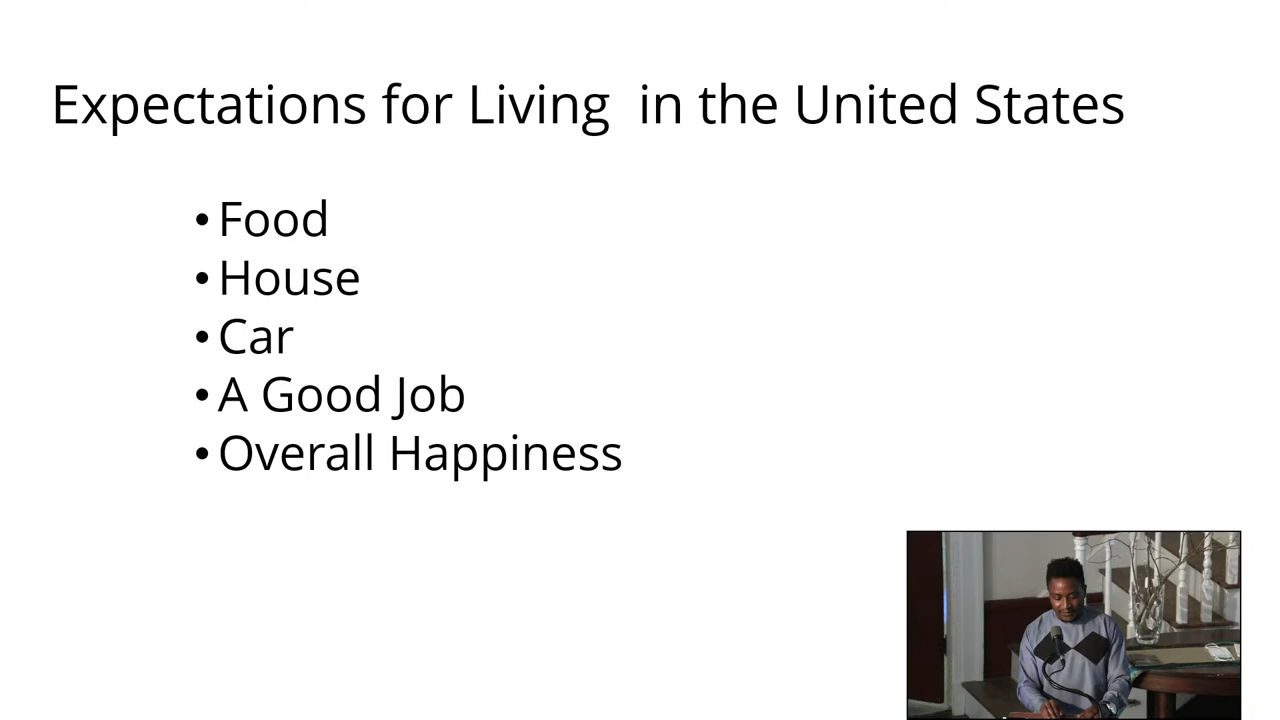 Expectations for Living  in the United States
• Food
• House
• Car
• A Good Job
• Overall Happiness